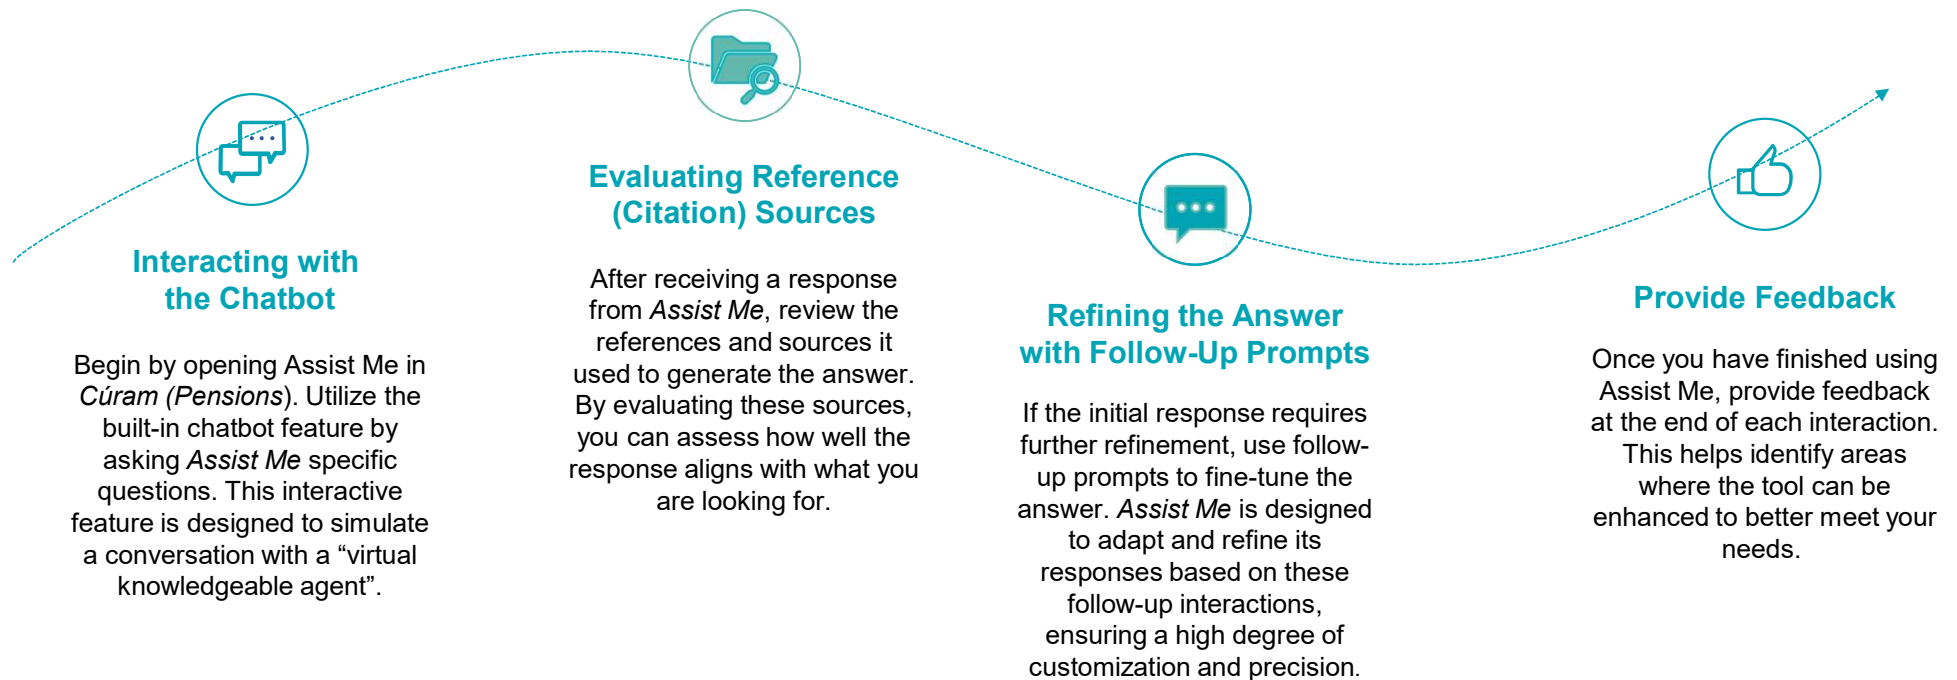 Interacting with
the Chatbot
Begin by opening Assist Me in
Cúram (Pensions). Utilize the
built-in chatbot feature by
asking Assist Me specific
questions. This interactive
feature is designed to simulate
a conversation with a “virtual
knowledgeable agent”.
Evaluating Reference
(Citation) Sources
After receiving a response
from Assist Me, review the
references and sources it
used to generate the answer.
By evaluating these sources,
you can assess how well the
response aligns with what you
are looking for.
Refining the Answer
with Follow-Up Prompts
If the initial response requires
further refinement, use follow-
up prompts to fine-tune the
answer. Assist Me is designed
to adapt and refine its
responses based on these
follow-up interactions,
ensuring a high degree of
customization and precision.
Provide Feedback
Once you have finished using
Assist Me, provide feedback
at the end of each interaction.
This helps identify areas
where the tool can be
enhanced to better meet your
needs.